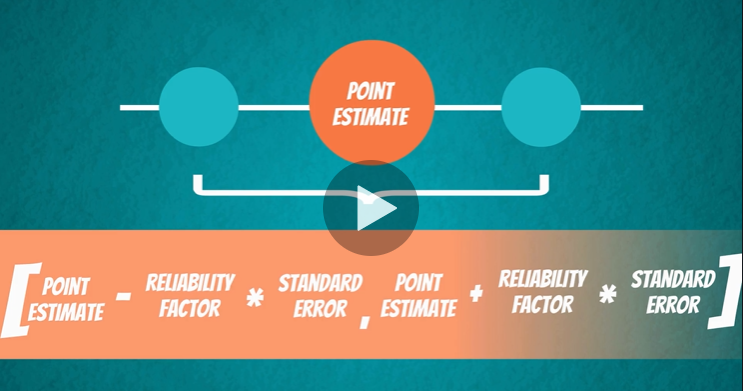 POINT
ESTIMATE
[POINT ESTIMATE - RELIABILITY FACTOR * STANDARD ERROR, POINT ESTIMATE + RELIABILITY FACTOR * STANDARD ERROR]